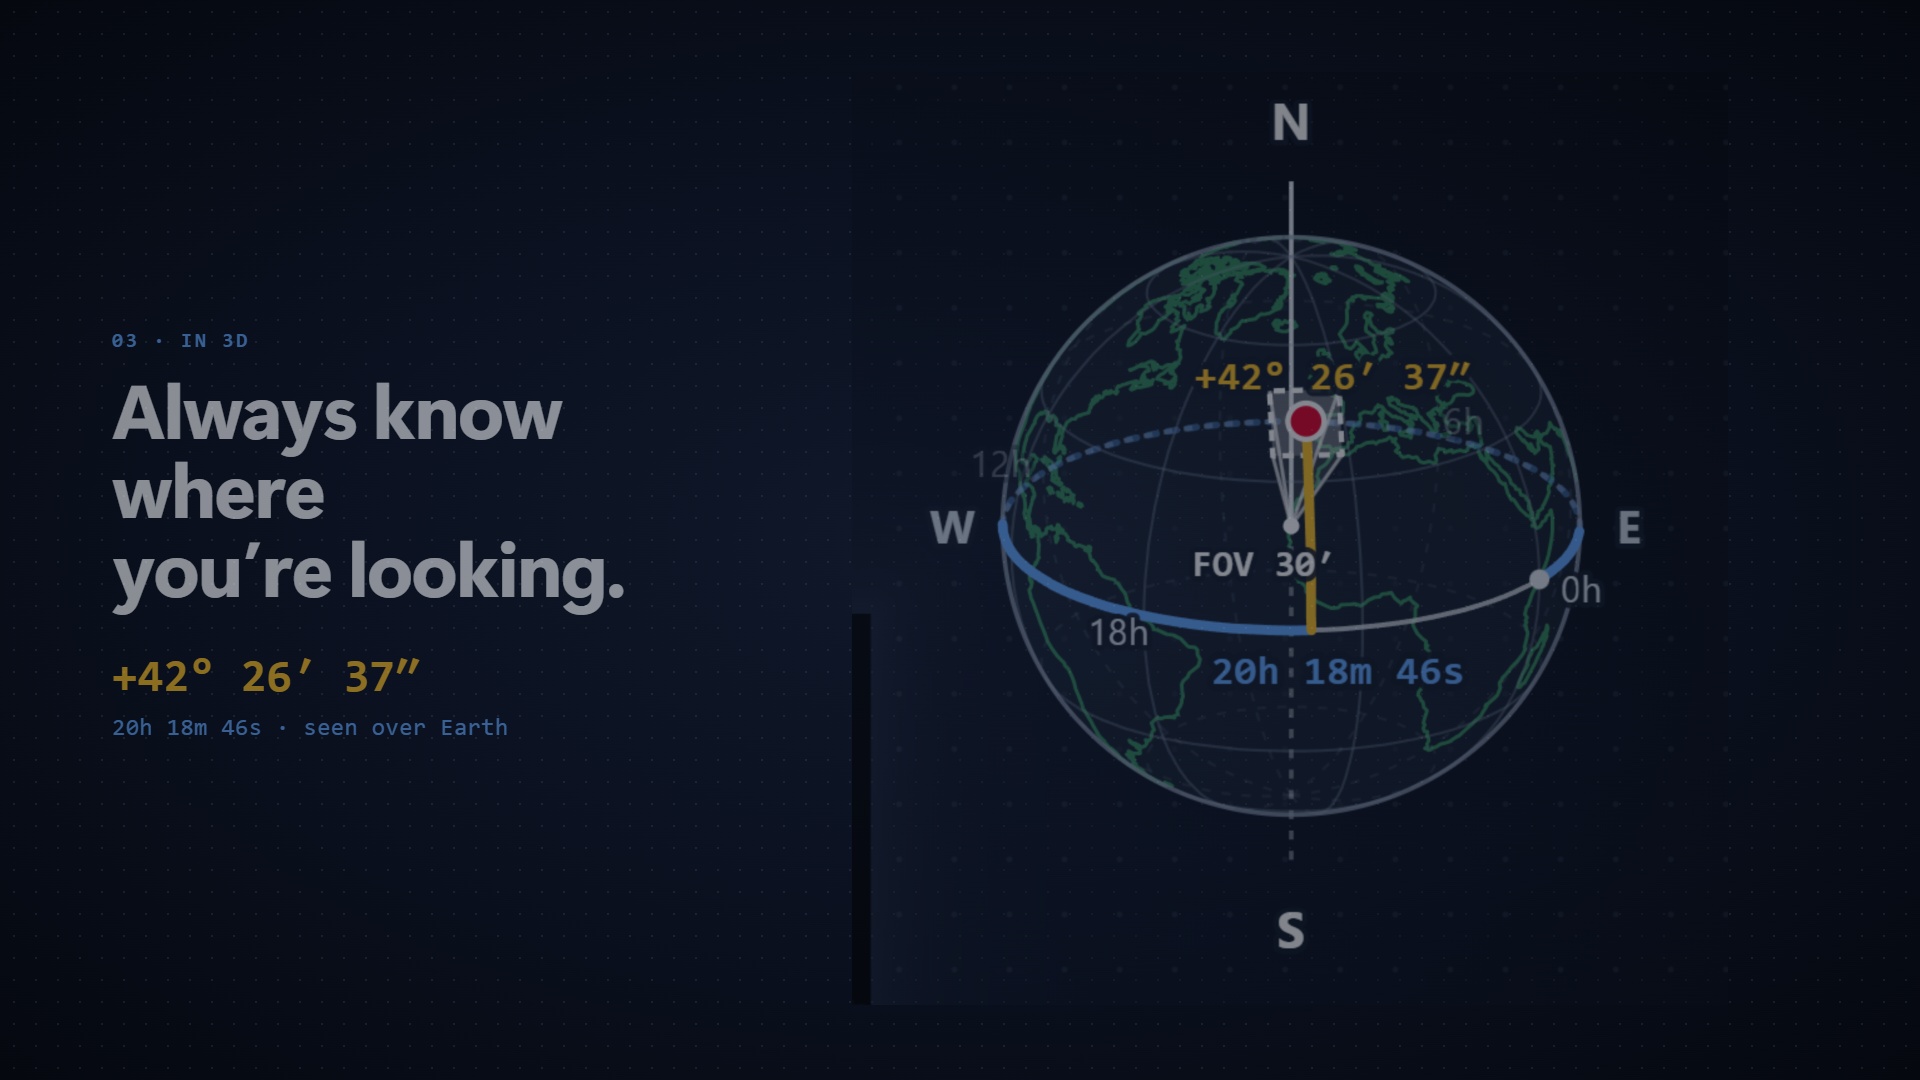 03 · IN 3D
Always know
where
you’re looking.
+42° 26′ 37″
20h 18m 46s · seen over Earth
N
+42° 26′ 37″
6h
12h
W
E
FOV 30′
0h
18h
20h 18m 46s
S